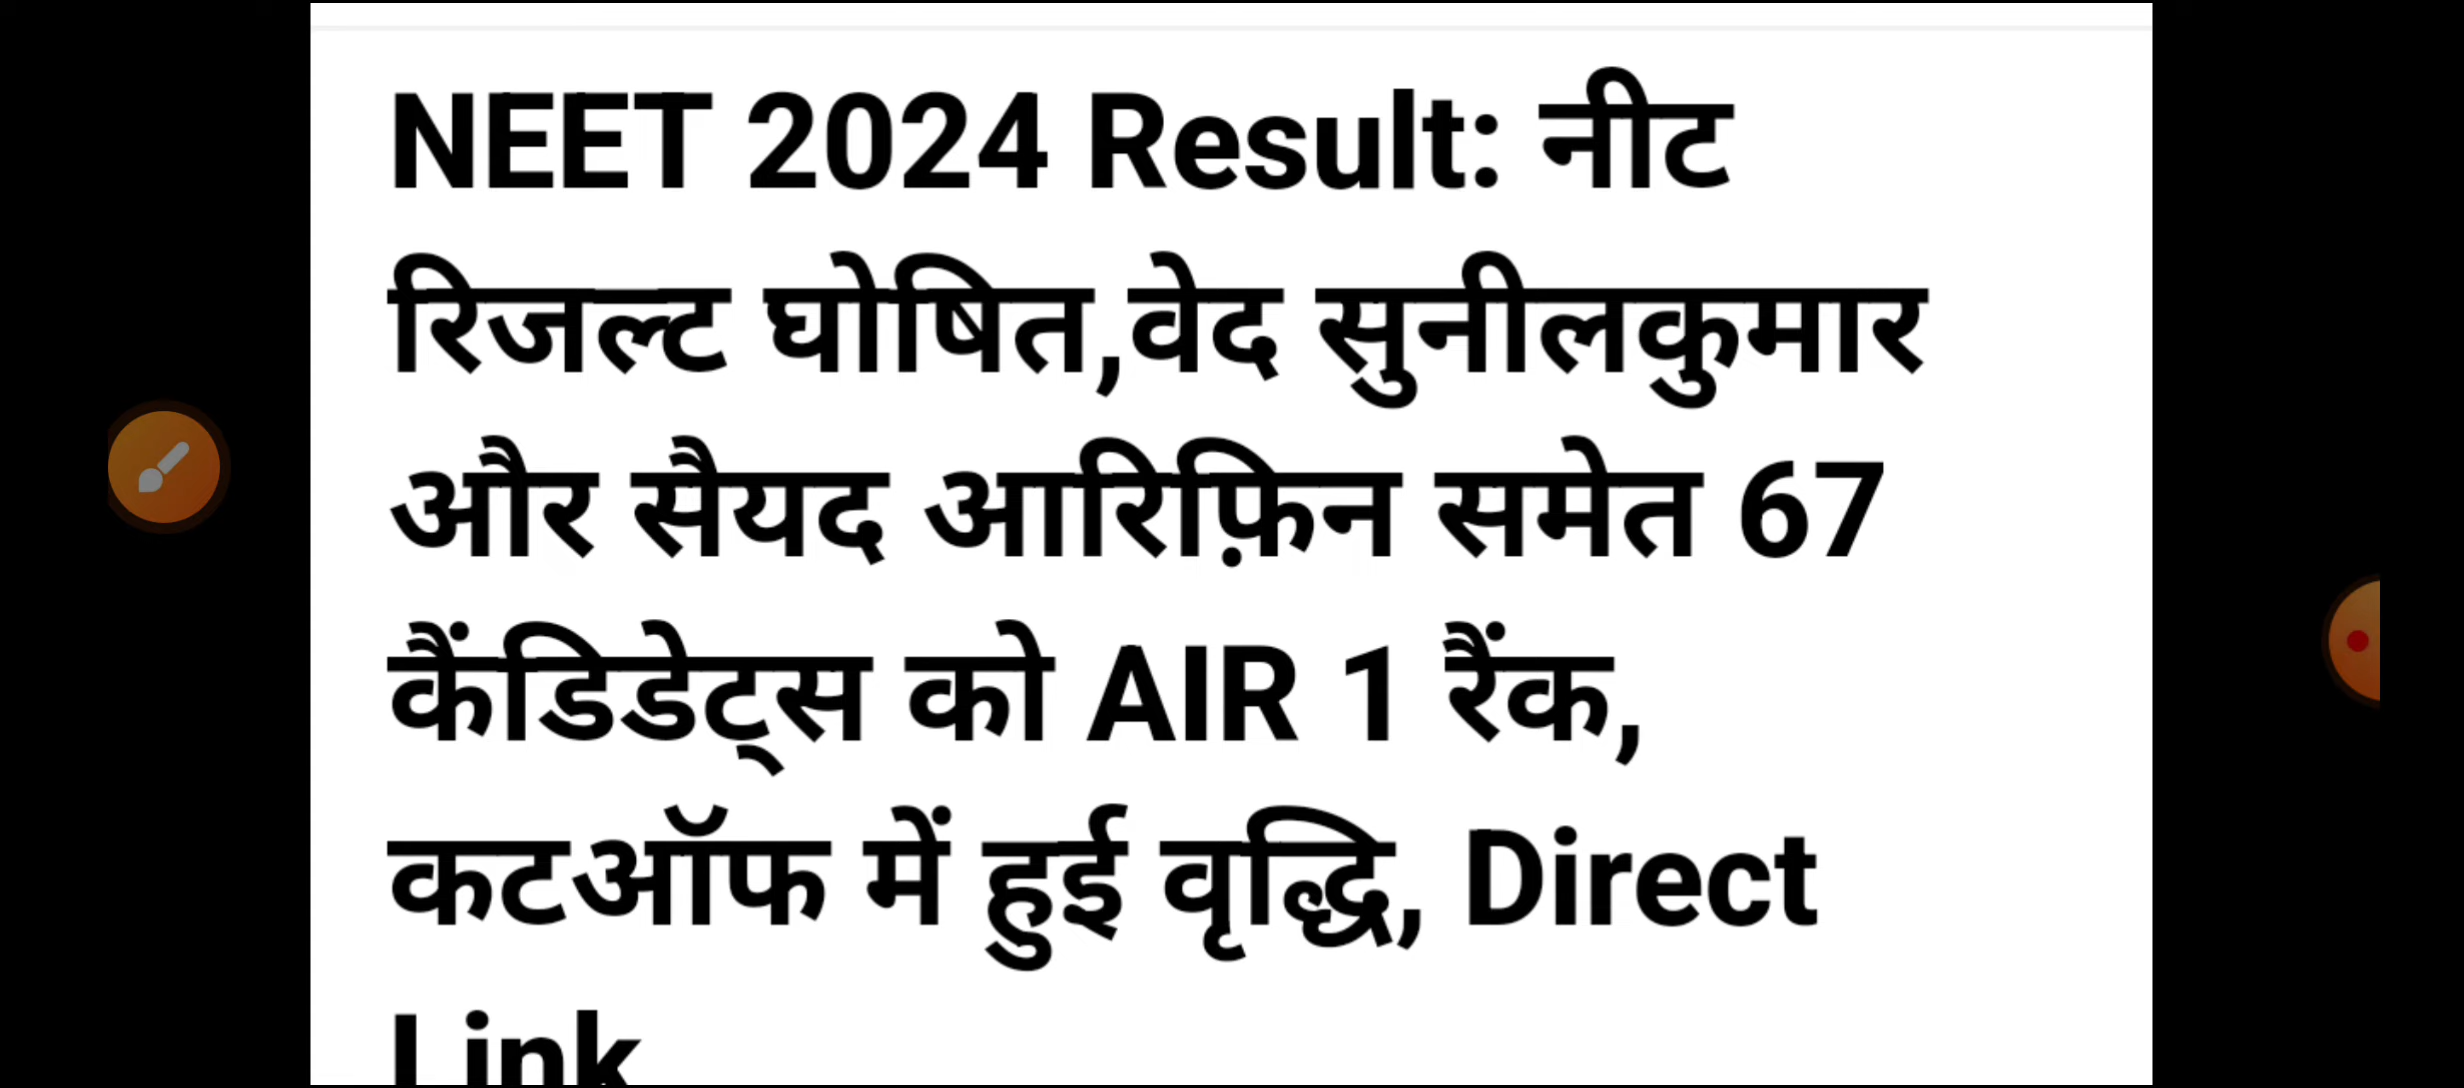 NEET 2024 Result: नीट
रिजल्ट घोषित,वेद सुनीलकुमार
और सैयद आरिफ़िन समेत 67
कैंडिडेट्स को AIR 1 रैंक,
कटऑफ में हुई वृद्धि, Direct
Link